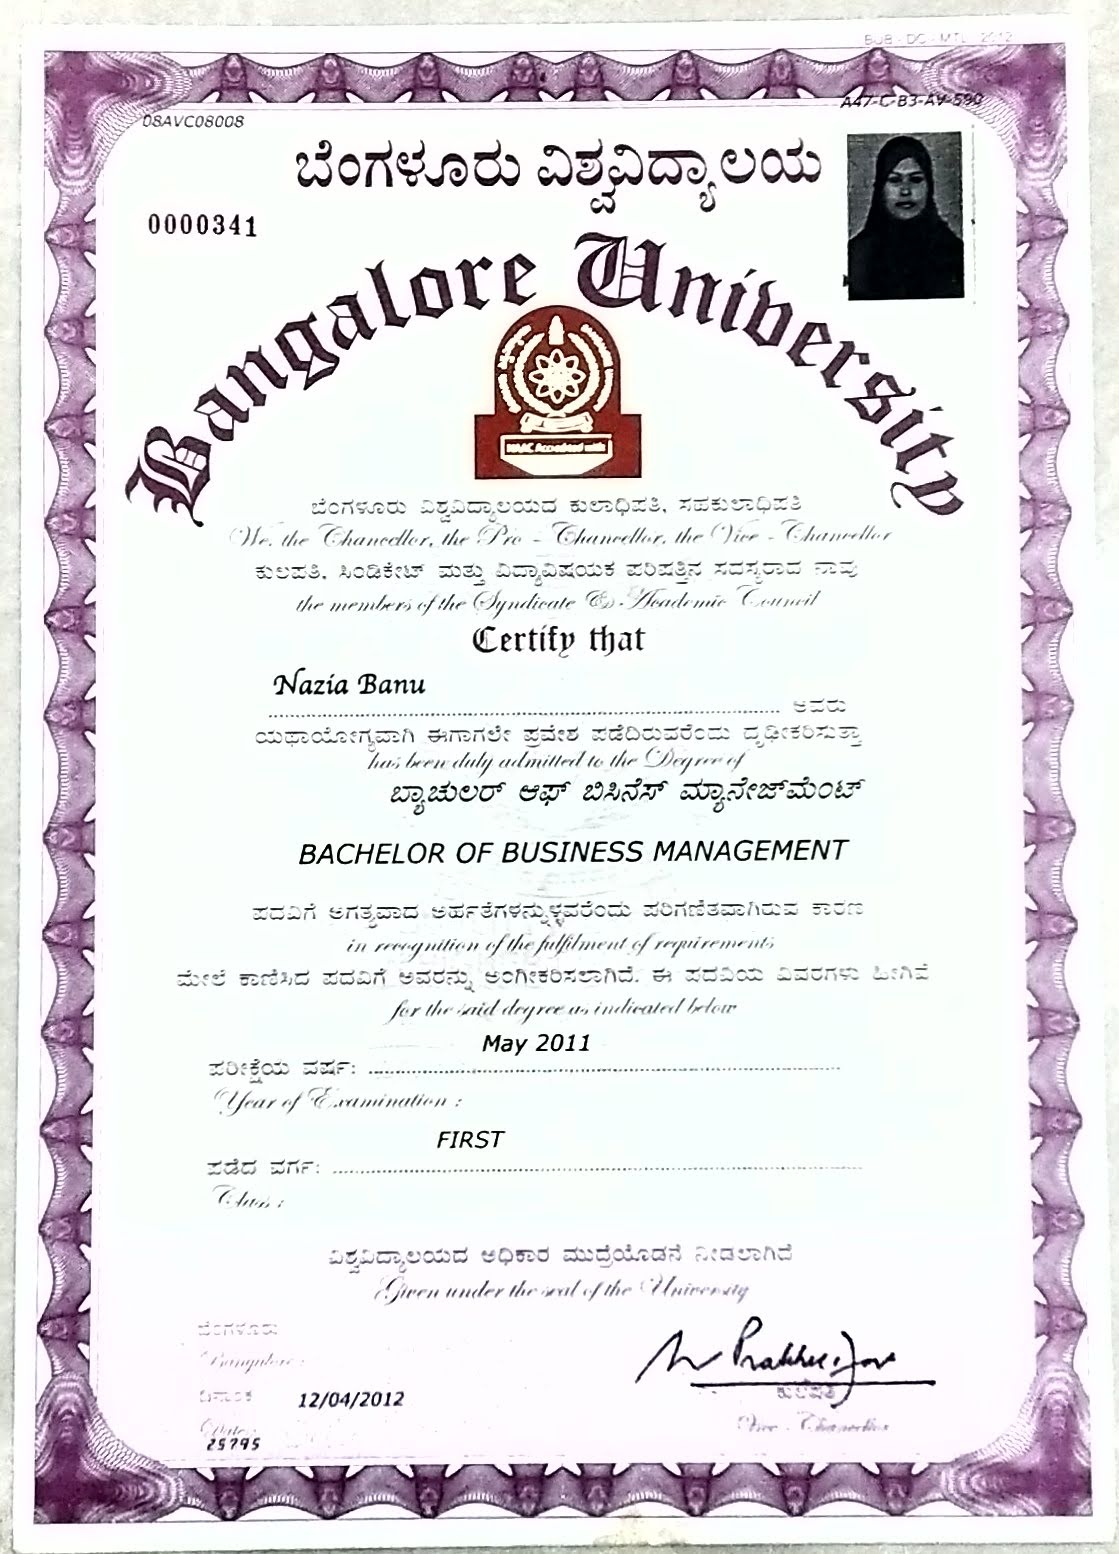 BUB - DC - MTL - 2012
A47-C-B3-AV-590
08AVC08008
ಬೆಂಗಳೂರು ವಿಶ್ವವಿದ್ಯಾಲಯ
0000341
Bangalore University
NAAC Accredited with
ಬೆಂಗಳೂರು ವಿಶ್ವವಿದ್ಯಾಲಯದ ಕುಲಾಧಿಪತಿ, ಸಹಕುಲಾಧಿಪತಿ
We, the Chancellor, the Pro - Chancellor, the Vice - Chancellor
ಕುಲಪತಿ, ಸಿಂಡಿಕೇಟ್ ಮತ್ತು ವಿದ್ಯಾವಿಷಯಕ ಪರಿಷತ್ತಿನ ಸದಸ್ಯರಾದ ನಾವು
the members of the Syndicate & Academic Council
Certify that
Nazia Banu
ಅವರು
ಯಥಾಯೋಗ್ಯವಾಗಿ ಈಗಾಗಲೇ ಪ್ರವೇಶ ಪಡೆದಿರುವರೆಂದು ದೃಢೀಕರಿಸುತ್ತಾ
has been duly admitted to the Degree of
ಬ್ಯಾಚುಲರ್ ಆಫ್ ಬಿಸಿನೆಸ್ ಮ್ಯಾನೇಜ್‌ಮೆಂಟ್
BACHELOR OF BUSINESS MANAGEMENT
ಪದವಿಗೆ ಅಗತ್ಯವಾದ ಅರ್ಹತೆಗಳನ್ನುಳ್ಳವರೆಂದು ಪರಿಗಣಿತವಾಗಿರುವ ಕಾರಣ
in recognition of the fulfilment of requirements
ಮೇಲೆ ಕಾಣಿಸಿದ ಪದವಿಗೆ ಅವರನ್ನು ಅಂಗೀಕರಿಸಲಾಗಿದೆ. ಈ ಪದವಿಯ ವಿವರಗಳು ಹೀಗಿವೆ
for the said degree as indicated below
May 2011
ಪರೀಕ್ಷೆಯ ವರ್ಷ:
Year of Examination :
FIRST
ಪಡೆದ ವರ್ಗ:
Class :
ವಿಶ್ವವಿದ್ಯಾಲಯದ ಅಧಿಕಾರ ಮುದ್ರೆಯೊಡನೆ ನೀಡಲಾಗಿದೆ
Given under the seal of the University
ಬೆಂಗಳೂರು
Bangalore :
ದಿನಾಂಕ 12/04/2012
Date :
25795
ಕುಲಪತಿ
Vice - Chancellor